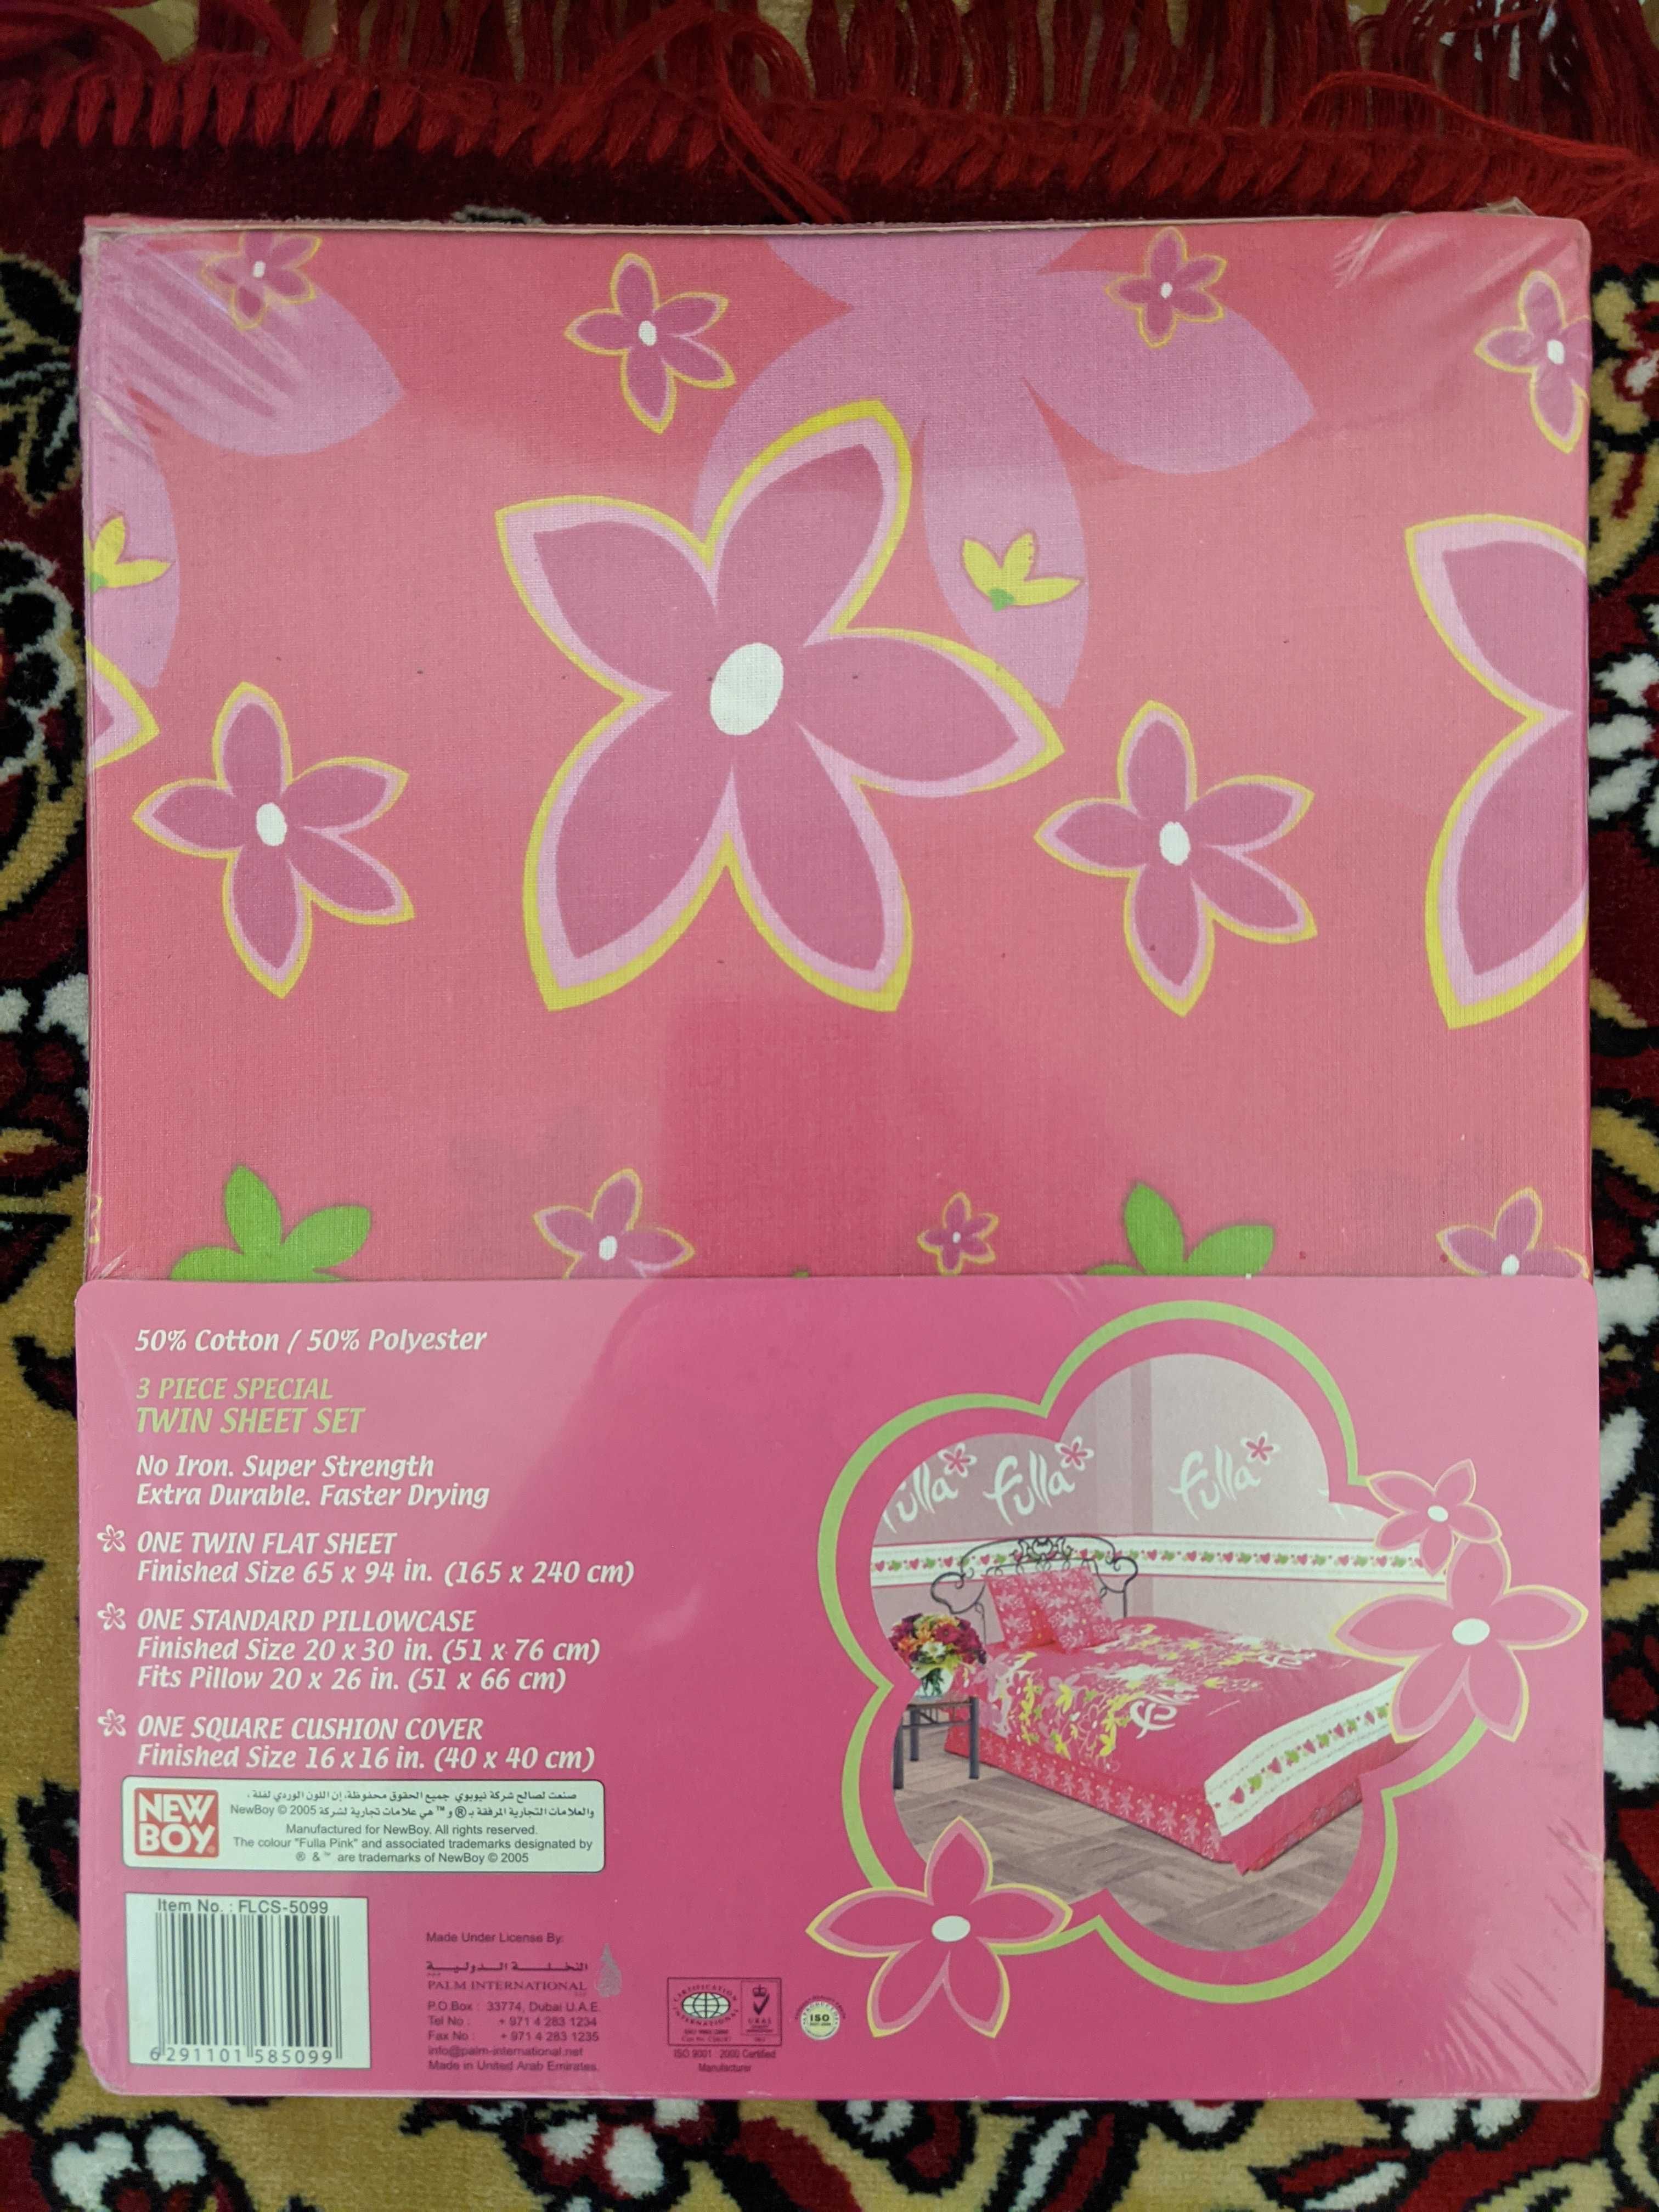 50% Cotton / 50% Polyester
3 PIECE SPECIAL
TWIN SHEET SET
No Iron. Super Strength
Extra Durable. Faster Drying
ONE TWIN FLAT SHEET
Finished Size 65 x 94 in. (165 x 240 cm)
ONE STANDARD PILLOWCASE
Finished Size 20 x 30 in. (51 x 76 cm)
Fits Pillow 20 x 26 in. (51 x 66 cm)
ONE SQUARE CUSHION COVER
Finished Size 16 x 16 in. (40 x 40 cm)
fulla
fulla
fulla
Fulla
NEW
BOY
صنعت لصالح شركة نيوبوي جميع الحقوق محفوظة، إن اللون الوردي لفلة ،
والعلامات التجارية المرفقة بـ ® و ™ هي علامات تجارية لشركة NewBoy © 2005
Manufactured for NewBoy. All rights reserved.
The colour "Fulla Pink" and associated trademarks designated by
® & ™ are trademarks of NewBoy © 2005
Item No. : FLCS-5099
6291101585099
Made Under License By:
النخلة الدولية
PALM INTERNATIONAL
P.O.Box : 33774, Dubai U.A.E.
Tel No : + 971 4 283 1234
Fax No : + 971 4 283 1235
info@palm-international.net
Made in United Arab Emirates.
CERTIFICATION
INTERNATIONAL
UKAS
ISO 9001 : 2000 Certified
Manufacturer
ISO